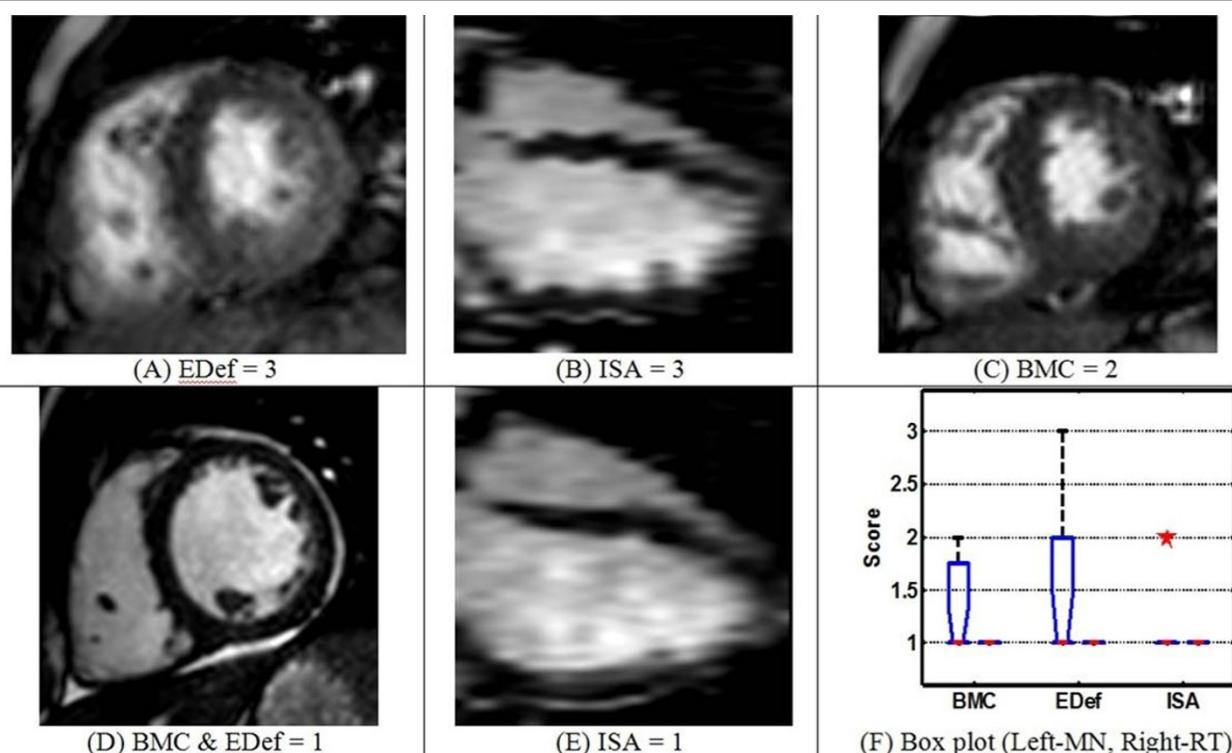 (A) EDef = 3
(B) ISA = 3
(C) BMC = 2
(D) BMC & EDef = 1
(E) ISA = 1
3
2.5
2
1.5
1
Score
BMC EDef ISA
(F) Box plot (Left-MN, Right-RT)